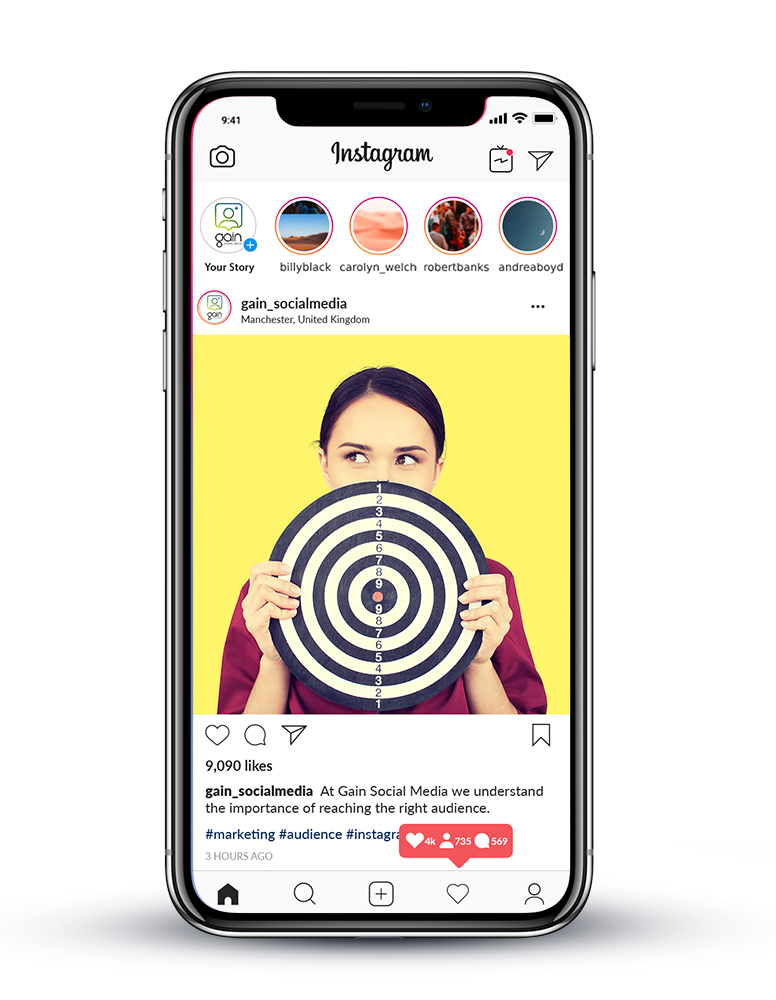 9:41
Instagram
gain
SOCIAL MEDIA
Your Story
billyblack
carolyn_welch
robertbanks
andreaboyd
gain
gain_socialmedia
Manchester, United Kingdom
1
2
3
4
5
6
7
8
9
9
8
7
6
5
4
3
2
1
9,090 likes
gain_socialmedia At Gain Social Media we understand
the importance of reaching the right audience.
#marketing #audience #instagra
4k 735 569
3 HOURS AGO